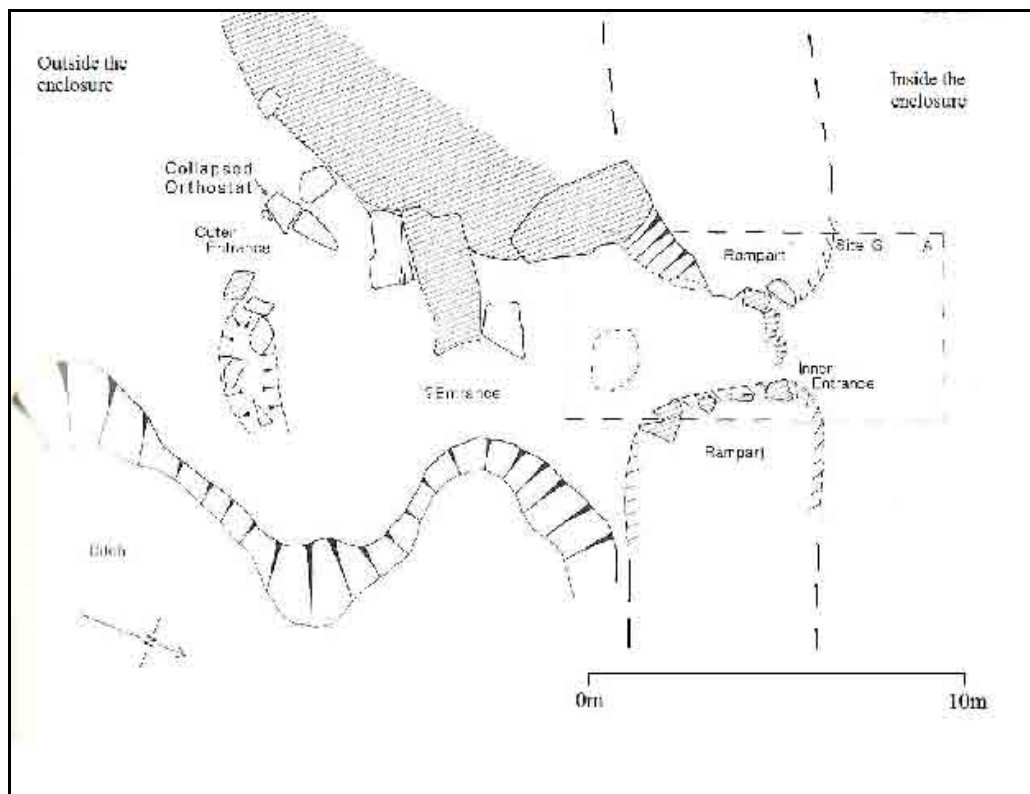 Outside the
enclosure
Inside the
enclosure
Collapsed
Orthostat
Outer
Entrance
Rampart
Site G
A
Inner
Entrance
?Entrance
Rampart
Ditch
0m
10m